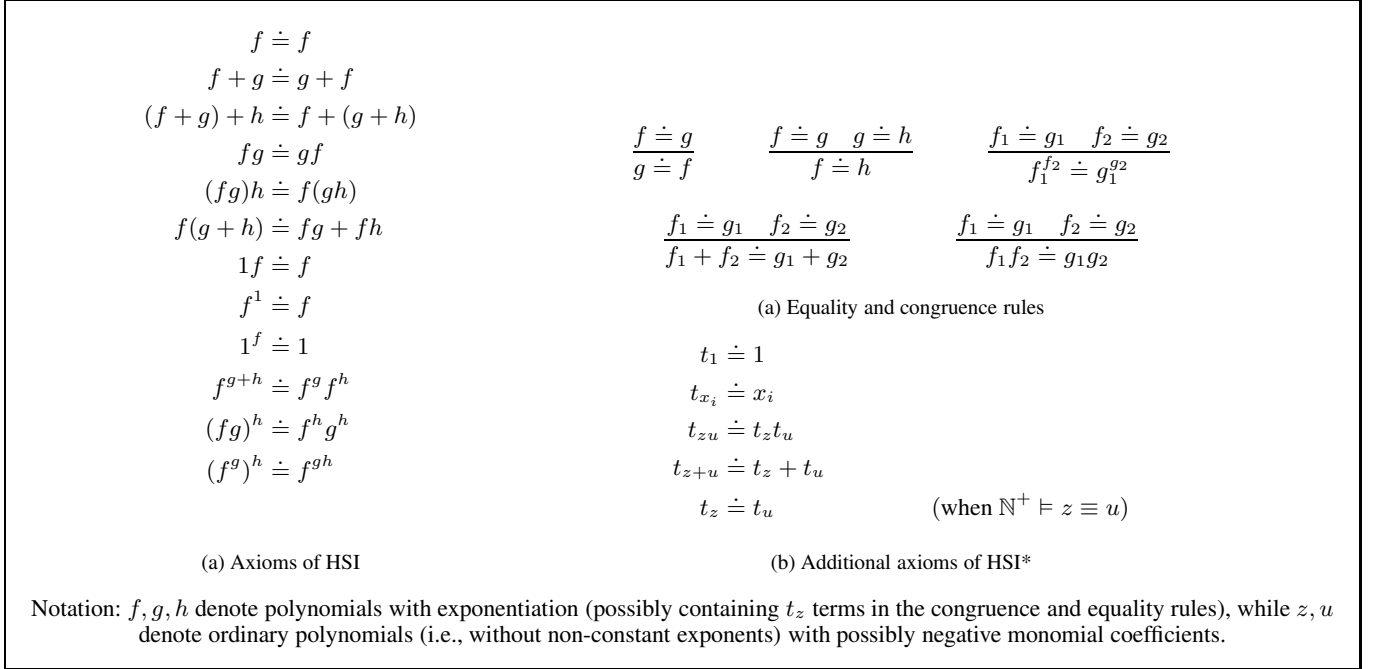 f ≐ f
f + g ≐ g + f
(f + g) + h ≐ f + (g + h)
fg ≐ gf
(fg)h ≐ f(gh)
f(g + h) ≐ fg + fh
1f ≐ f
f^1 ≐ f
1^f ≐ 1
f^{g+h} ≐ f^g f^h
(fg)^h ≐ f^h g^h
(f^g)^h ≐ f^{gh}
(a) Axioms of HSI
f ≐ g   f ≐ g   g ≐ h   f_1 ≐ g_1   f_2 ≐ g_2
g ≐ f   f ≐ h   f_1^{f_2} ≐ g_1^{g_2}
f_1 ≐ g_1   f_2 ≐ g_2   f_1 ≐ g_1   f_2 ≐ g_2
f_1 + f_2 ≐ g_1 + g_2   f_1 f_2 ≐ g_1 g_2
(a) Equality and congruence rules
t_1 ≐ 1
t_{x_i} ≐ x_i
t_{zu} ≐ t_z t_u
t_{z+u} ≐ t_z + t_u
t_z ≐ t_u   (when ℕ^+ ⊨ z ≡ u)
(b) Additional axioms of HSI*
Notation: f, g, h denote polynomials with exponentiation (possibly containing t_z terms in the congruence and equality rules), while z, u
denote ordinary polynomials (i.e., without non-constant exponents) with possibly negative monomial coefficients.